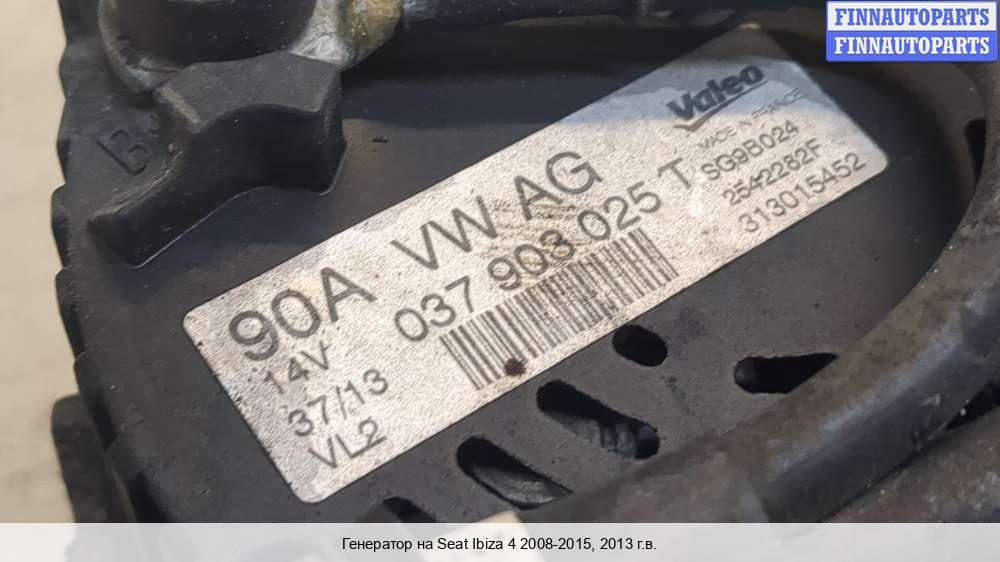 FINNAUTOPARTS
FINNAUTOPARTS
Valeo
MADE IN FRANCE
90A VW AG
SG9B024
14V
037 903 025 T
2542282F
37/13
313015452
VL2
Генератор на Seat Ibiza 4 2008-2015, 2013 г.в.